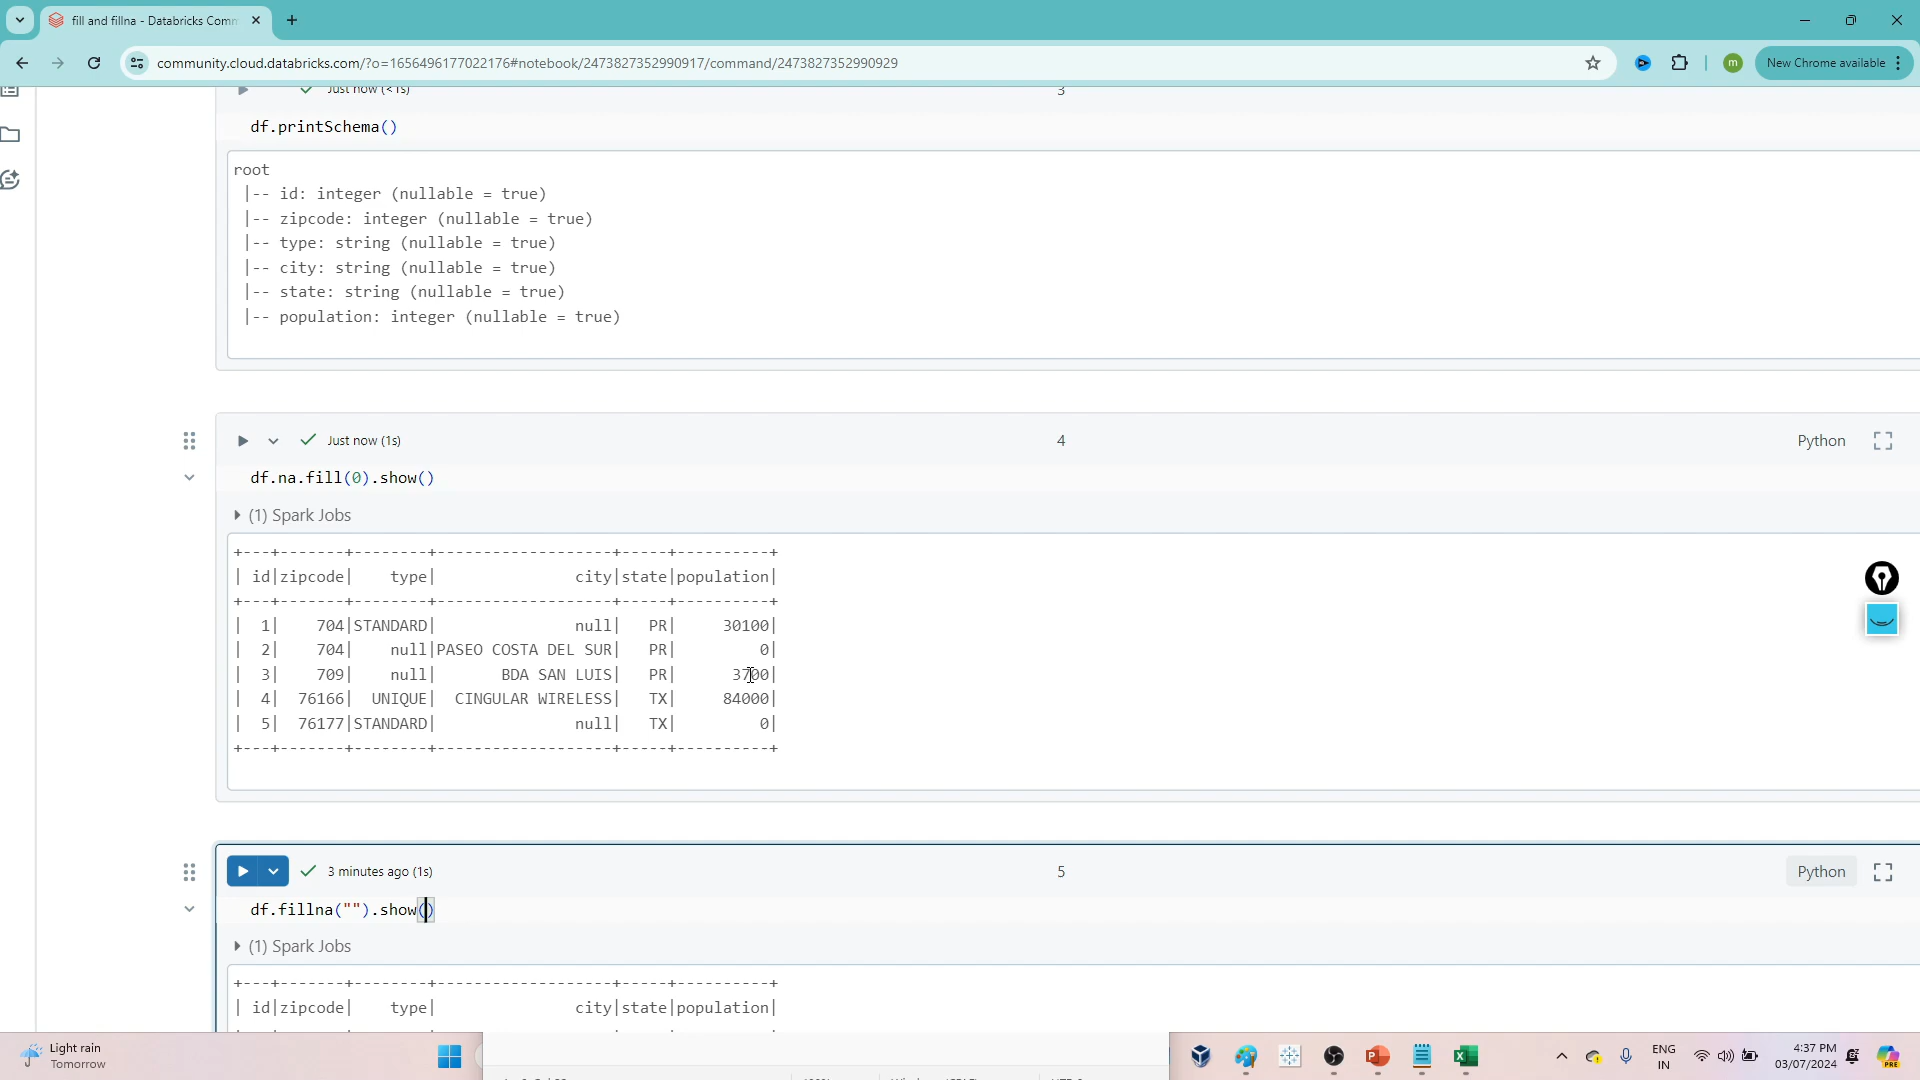 fill and fillna - Databricks Comm
community.cloud.databricks.com/?o=1656496177022176#notebook/2473827352990917/command/2473827352990929
m
New Chrome available
Just now (<1s)
3
df.printSchema()
root
|-- id: integer (nullable = true)
|-- zipcode: integer (nullable = true)
|-- type: string (nullable = true)
|-- city: string (nullable = true)
|-- state: string (nullable = true)
|-- population: integer (nullable = true)
Just now (1s)
4
Python
df.na.fill(0).show()
(1) Spark Jobs
+---+-------+--------+-------------------+-----+----------+
| id|zipcode|    type|               city|state|population|
+---+-------+--------+-------------------+-----+----------+
|  1|    704|STANDARD|               null|   PR|     30100|
|  2|    704|    null|PASEO COSTA DEL SUR|   PR|         0|
|  3|    709|    null|       BDA SAN LUIS|   PR|      3700|
|  4|  76166|  UNIQUE|  CINGULAR WIRELESS|   TX|     84000|
|  5|  76177|STANDARD|               null|   TX|         0|
+---+-------+--------+-------------------+-----+----------+
3 minutes ago (1s)
5
Python
df.fillna("").show()
(1) Spark Jobs
+---+-------+--------+-------------------+-----+----------+
| id|zipcode|    type|               city|state|population|
Light rain
Tomorrow
ENG
IN
4:37 PM
03/07/2024
PRE